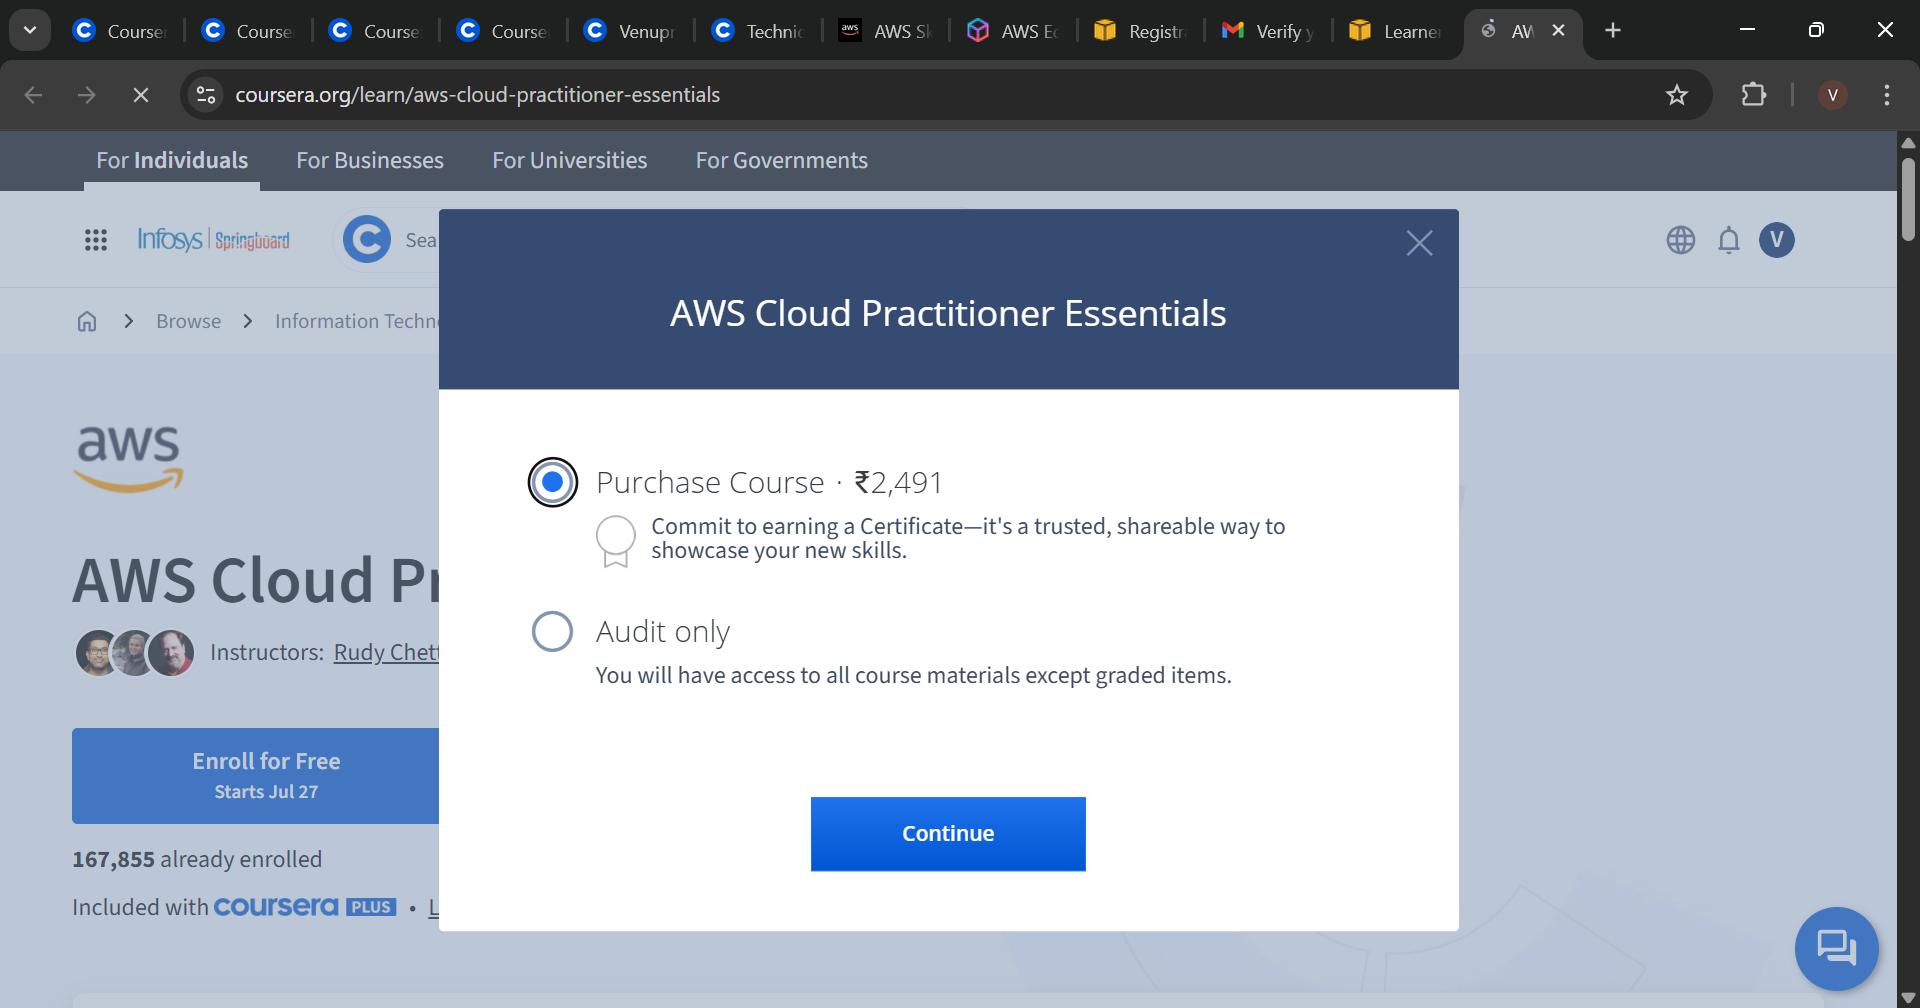 Course
Course
Course
Course
Venupr
Technic
AWS Sk
AWS Ec
Registr
Verify y
Learner
AW
coursera.org/learn/aws-cloud-practitioner-essentials
V
For Individuals
For Businesses
For Universities
For Governments
Infosys | Springboard
Sea
V
Browse
Information Techn
AWS Cloud Practitioner Essentials
aws
Purchase Course · ₹2,491
Commit to earning a Certificate—it's a trusted, shareable way to
showcase your new skills.
AWS Cloud Pr
Audit only
Instructors: Rudy Chett
You will have access to all course materials except graded items.
Enroll for Free
Starts Jul 27
Continue
167,855 already enrolled
Included with coursera PLUS • L